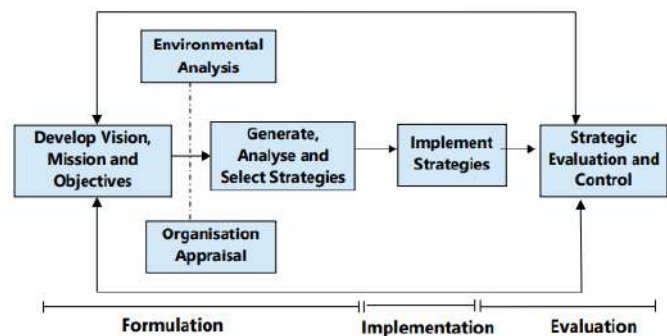 Environmental
Analysis
Develop Vision,
Mission and
Objectives
Generate,
Analyse and
Select Strategies
Implement
Strategies
Strategic
Evaluation and
Control
Organisation
Appraisal
Formulation
Implementation
Evaluation